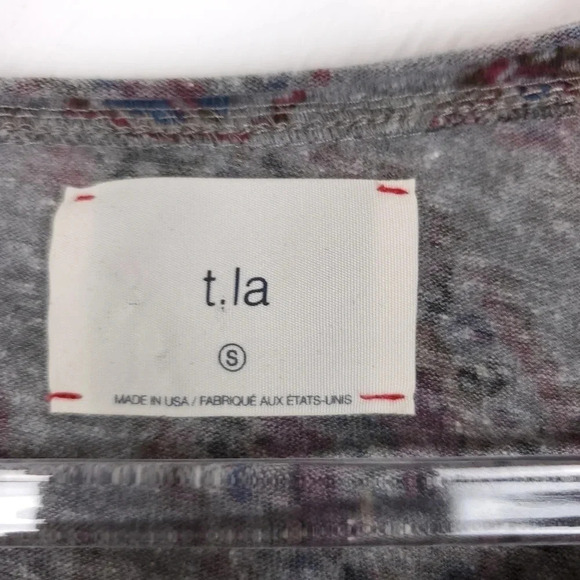 t.la
S
MADE IN USA / FABRIQUÉ AUX ÉTATS-UNIS